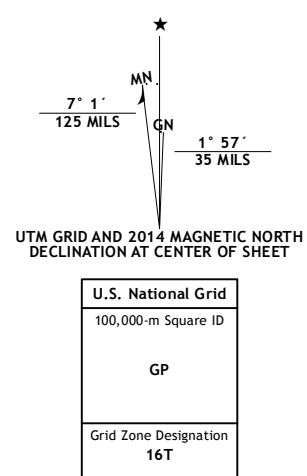 MN
7° 1´
125 MILS
GN
1° 57´
35 MILS
UTM GRID AND 2014 MAGNETIC NORTH
DECLINATION AT CENTER OF SHEET
U.S. National Grid
100,000-m Square ID
GP
Grid Zone Designation
16T